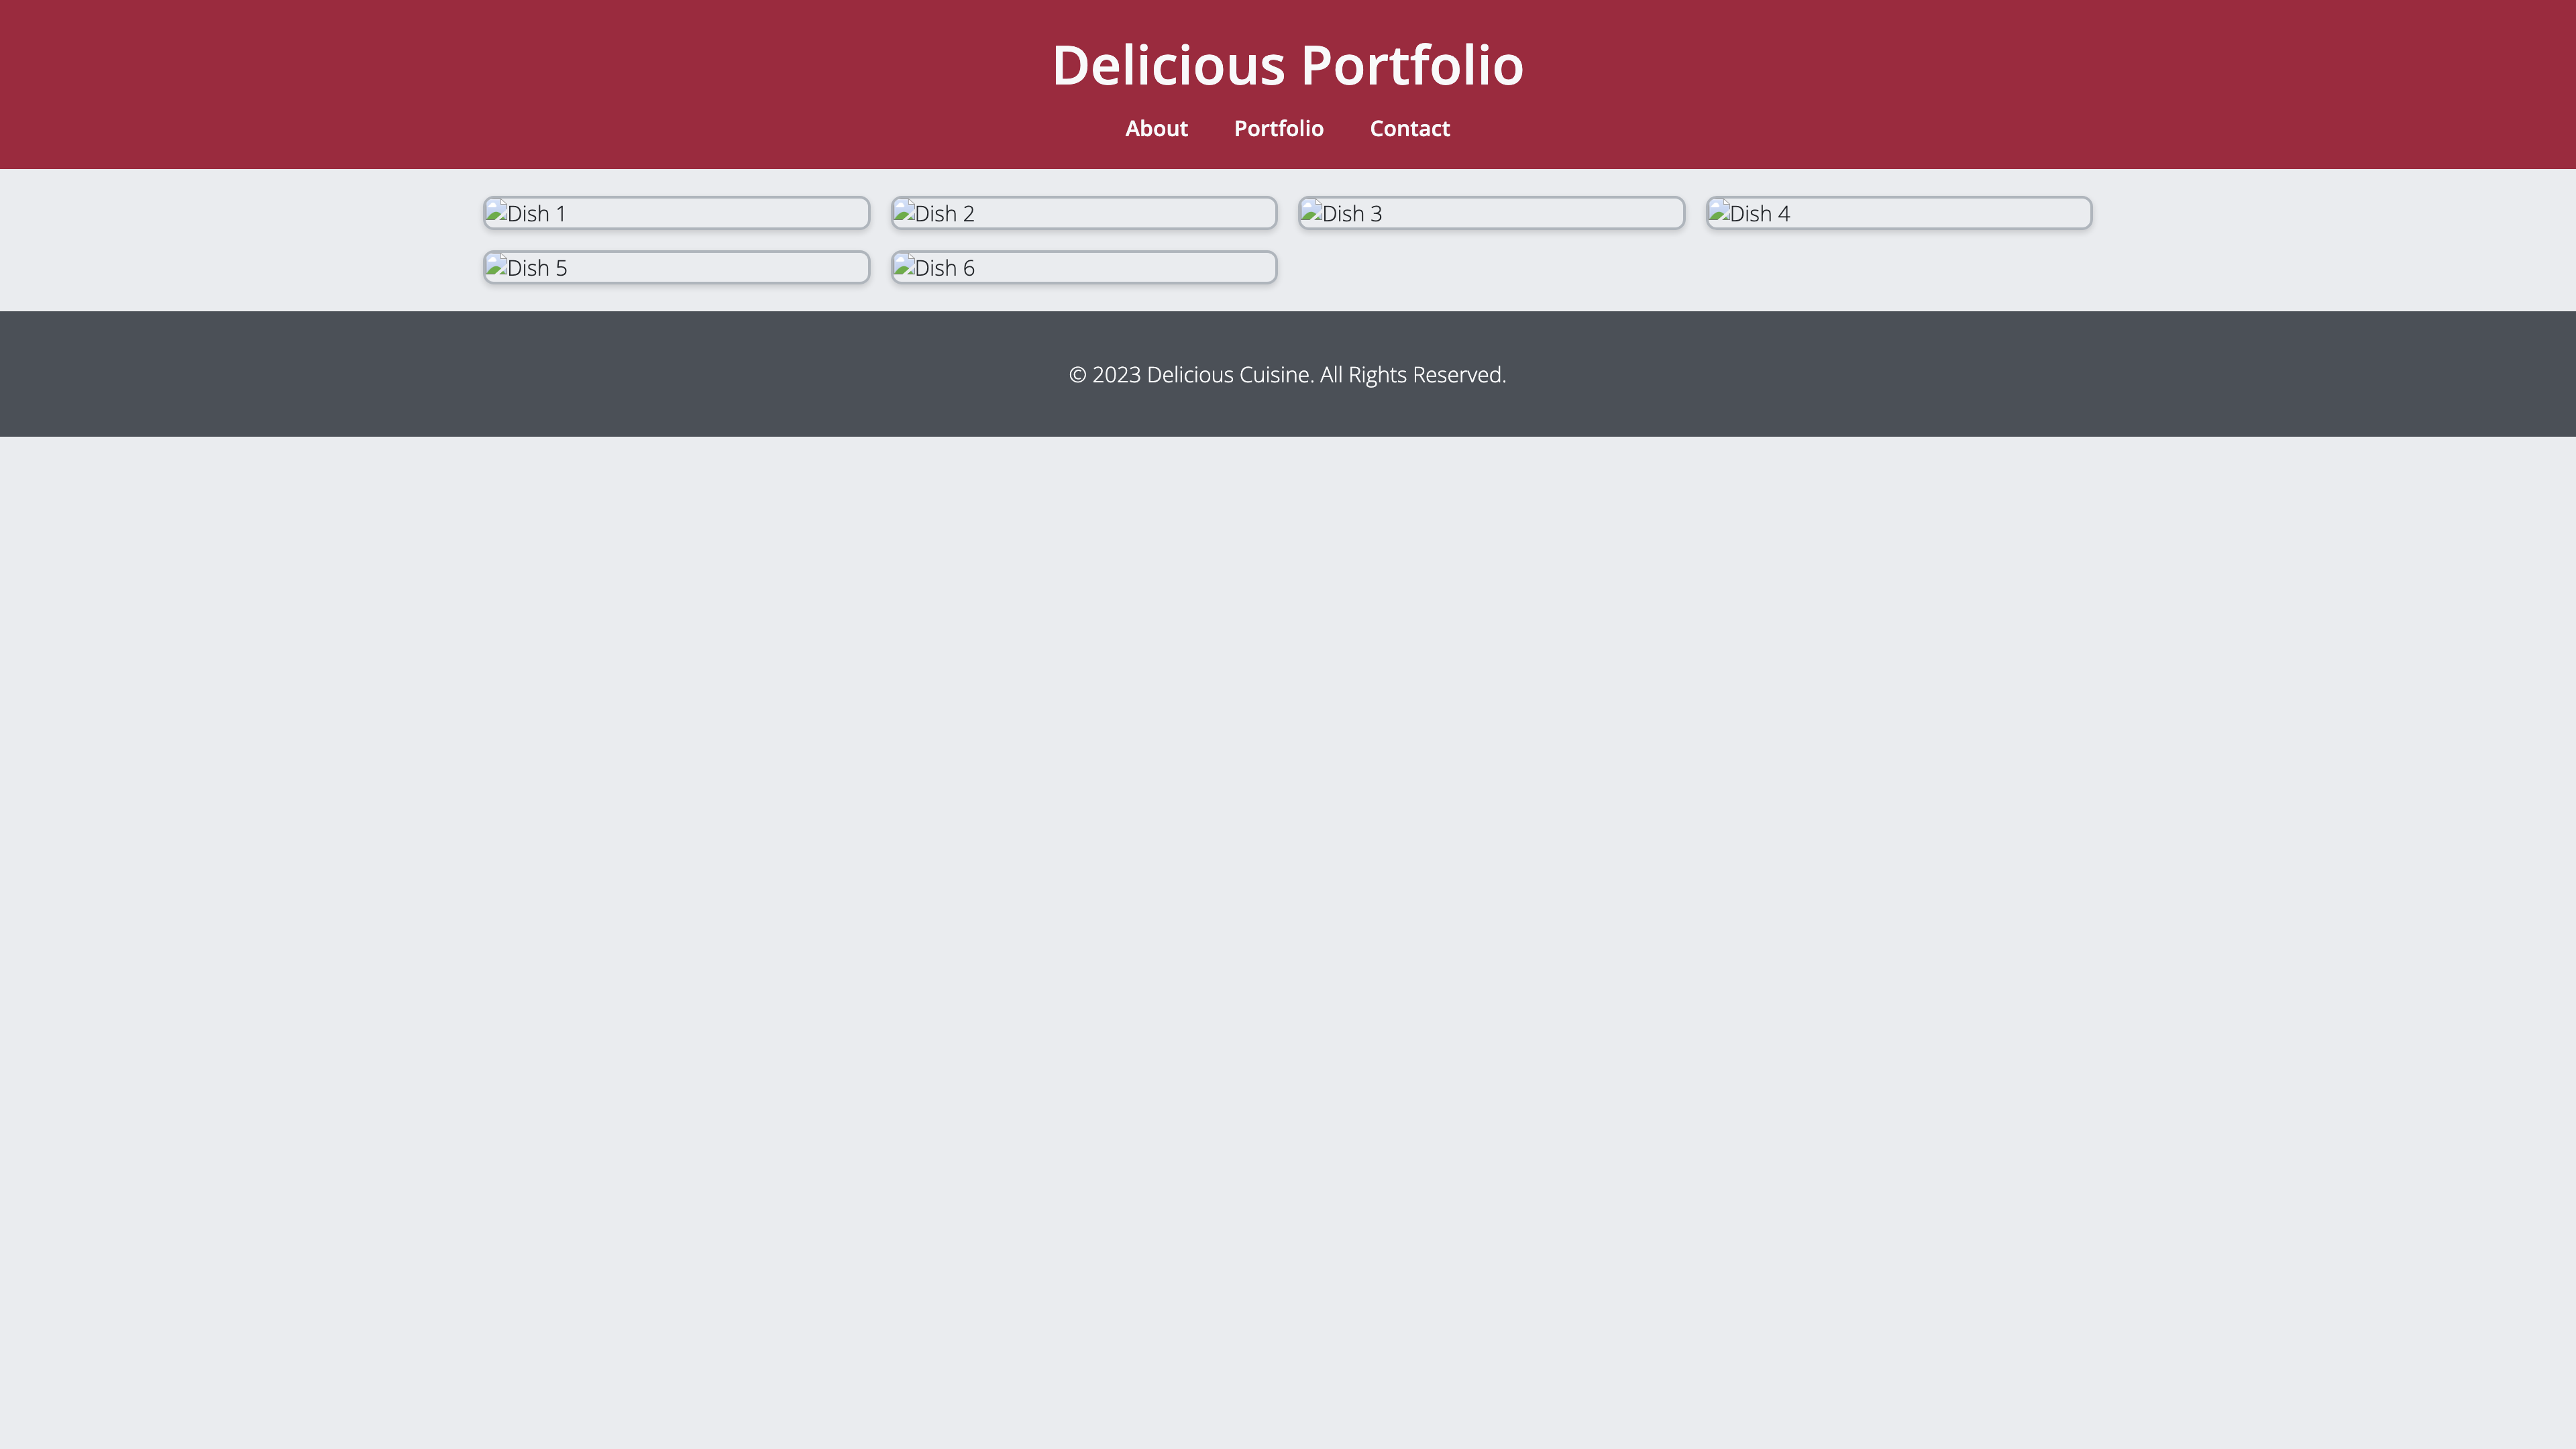 Delicious Portfolio
About Portfolio Contact
Dish 1 Dish 2 Dish 3 Dish 4
Dish 5 Dish 6
© 2023 Delicious Cuisine. All Rights Reserved.